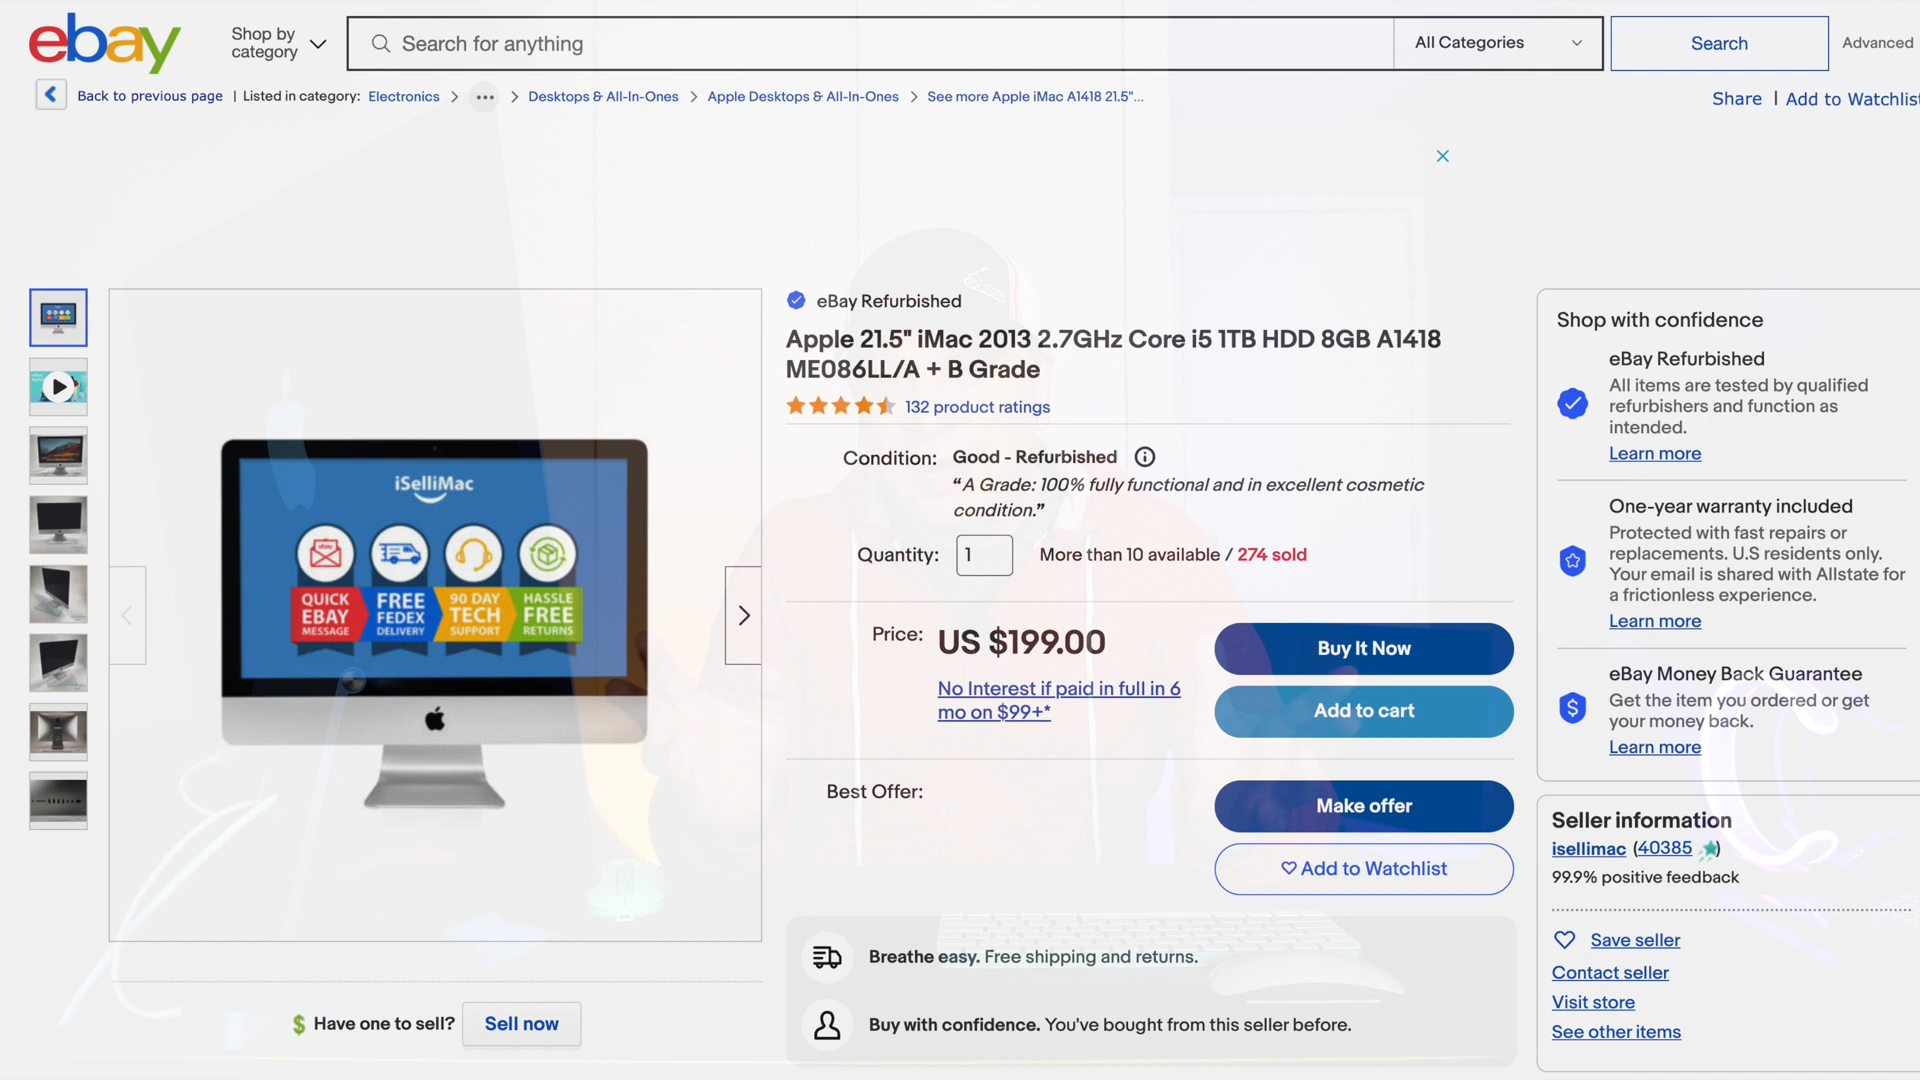 ebay
Shop by
category
Search for anything
All Categories
Search
Advanced
Back to previous page | Listed in category: Electronics > ... > Desktops & All-In-Ones > Apple Desktops & All-In-Ones > See more Apple iMac A1418 21.5"...
Share | Add to Watchlist
eBay Refurbished
Apple 21.5" iMac 2013 2.7GHz Core i5 1TB HDD 8GB A1418
ME086LL/A + B Grade
132 product ratings
Condition: Good - Refurbished
“A Grade: 100% fully functional and in excellent cosmetic
condition.”
Quantity: 1 More than 10 available / 274 sold
Price: US $199.00
No Interest if paid in full in 6
mo on $99+*
Buy It Now
Add to cart
Best Offer:
Make offer
Add to Watchlist
Breathe easy. Free shipping and returns.
Buy with confidence. You've bought from this seller before.
iSelliMac
QUICK
EBAY
MESSAGE
FREE
FEDEX
DELIVERY
90 DAY
TECH
SUPPORT
HASSLE
FREE
RETURNS
$ Have one to sell? Sell now
Shop with confidence
eBay Refurbished
All items are tested by qualified
refurbishers and function as
intended.
Learn more
One-year warranty included
Protected with fast repairs or
replacements. U.S residents only.
Your email is shared with Allstate for
a frictionless experience.
Learn more
eBay Money Back Guarantee
Get the item you ordered or get
your money back.
Learn more
Seller information
isellimac (40385)
99.9% positive feedback
Save seller
Contact seller
Visit store
See other items
adidas